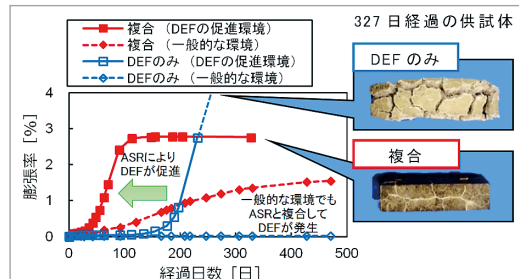 複合（DEFの促進環境）
複合（一般的な環境）
DEFのみ（DEFの促進環境）
DEFのみ（一般的な環境）
327日経過の供試体
DEFのみ
複合
膨張率［%］
4
3
2
1
0
ASRにより
DEFが促進
一般的な環境でも
ASRと複合して
DEFが発生
0 100 200 300 400 500
経過日数［日］